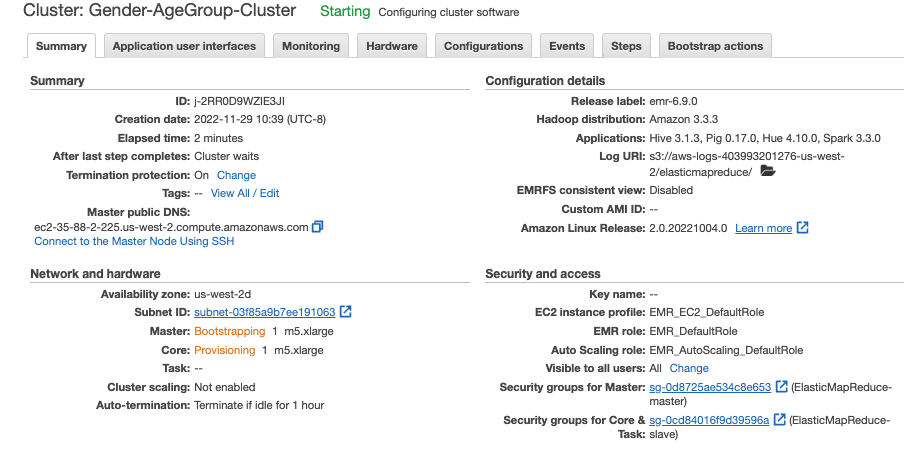 Cluster: Gender-AgeGroup-Cluster Starting Configuring cluster software
Summary Application user interfaces Monitoring Hardware Configurations Events Steps Bootstrap actions
Summary
ID: j-2RR0D9WZIE3JI
Creation date: 2022-11-29 10:39 (UTC-8)
Elapsed time: 2 minutes
After last step completes: Cluster waits
Termination protection: On Change
Tags: -- View All / Edit
Master public DNS:
ec2-35-88-2-225.us-west-2.compute.amazonaws.com
Connect to the Master Node Using SSH
Configuration details
Release label: emr-6.9.0
Hadoop distribution: Amazon 3.3.3
Applications: Hive 3.1.3, Pig 0.17.0, Hue 4.10.0, Spark 3.3.0
Log URI: s3://aws-logs-403993201276-us-west-
2/elasticmapreduce/
EMRFS consistent view: Disabled
Custom AMI ID: --
Amazon Linux Release: 2.0.20221004.0 Learn more
Network and hardware
Availability zone: us-west-2d
Subnet ID: subnet-03f85a9b7ee191063
Master: Bootstrapping 1 m5.xlarge
Core: Provisioning 1 m5.xlarge
Task: --
Cluster scaling: Not enabled
Auto-termination: Terminate if idle for 1 hour
Security and access
Key name: --
EC2 instance profile: EMR_EC2_DefaultRole
EMR role: EMR_DefaultRole
Auto Scaling role: EMR_AutoScaling_DefaultRole
Visible to all users: All Change
Security groups for Master: sg-0d8725ae534c8e653 (ElasticMapReduce-
master)
Security groups for Core & sg-0cd84016f9d39596a (ElasticMapReduce-
Task: slave)